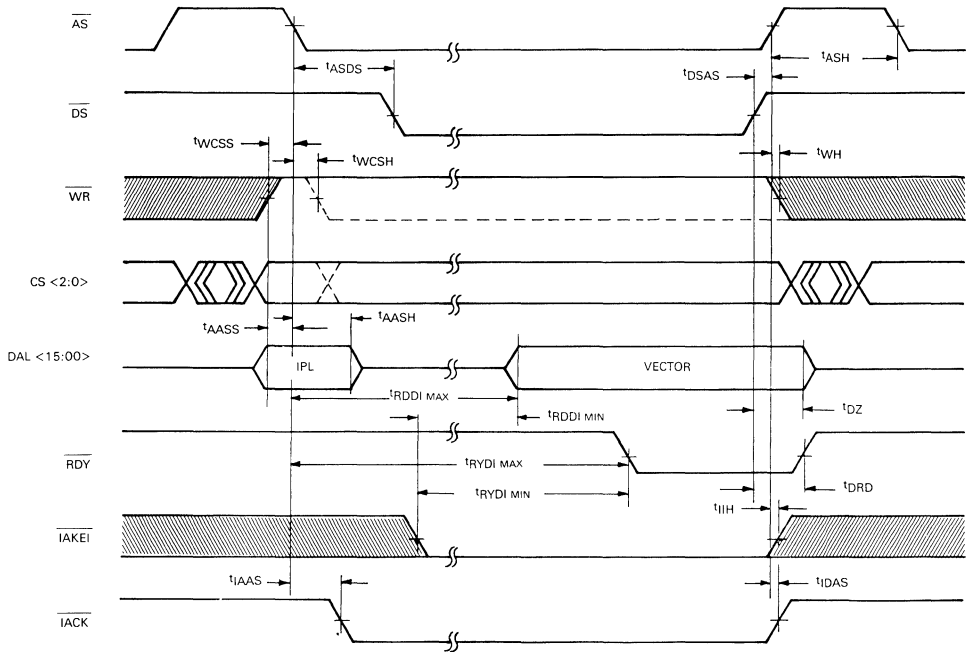 AS
tASDS
tDSAS
tASH
DS
tWCSS
tWCSH
tWH
WR
CS <2:0>
tAASS
tAASH
DAL <15:00>
IPL
VECTOR
tRDDI MAX
tRDDI MIN
tDZ
RDY
tRYDI MAX
tRYDI MIN
tDRD
tIIH
IAKEI
tIAAS
tIDAS
IACK